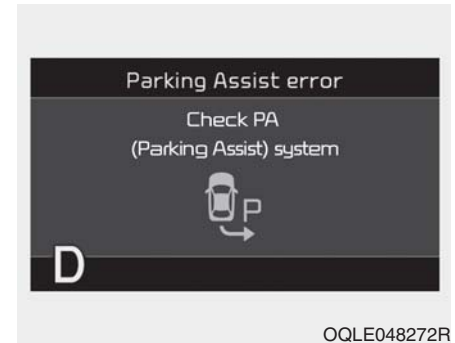 Parking Assist error
Check PA
(Parking Assist) system
P
D
OQLE048272R